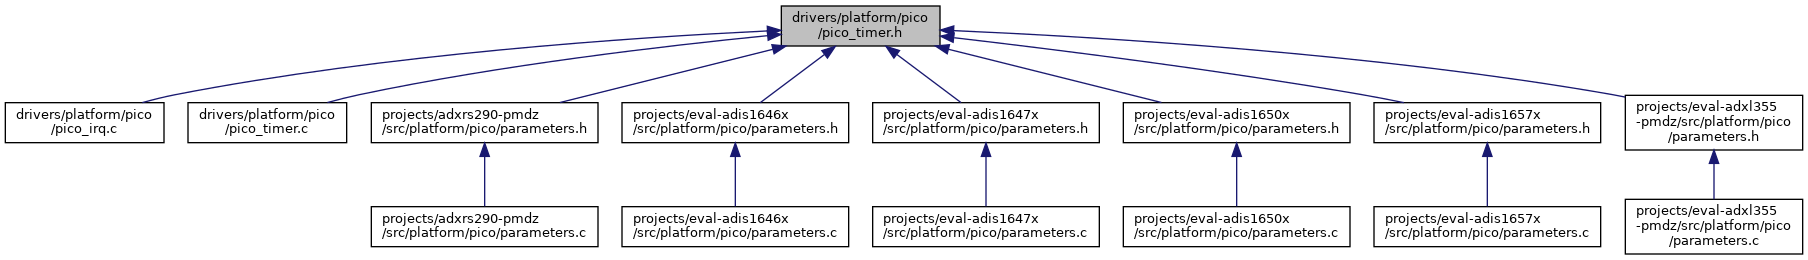 drivers/platform/pico
/pico_timer.h
drivers/platform/pico
/pico_irq.c
drivers/platform/pico
/pico_timer.c
projects/adxrs290-pmdz
/src/platform/pico/parameters.h
projects/eval-adis1646x
/src/platform/pico/parameters.h
projects/eval-adis1647x
/src/platform/pico/parameters.h
projects/eval-adis1650x
/src/platform/pico/parameters.h
projects/eval-adis1657x
/src/platform/pico/parameters.h
projects/eval-adxl355
-pmdz/src/platform/pico
/parameters.h
projects/adxrs290-pmdz
/src/platform/pico/parameters.c
projects/eval-adis1646x
/src/platform/pico/parameters.c
projects/eval-adis1647x
/src/platform/pico/parameters.c
projects/eval-adis1650x
/src/platform/pico/parameters.c
projects/eval-adis1657x
/src/platform/pico/parameters.c
projects/eval-adxl355
-pmdz/src/platform/pico
/parameters.c